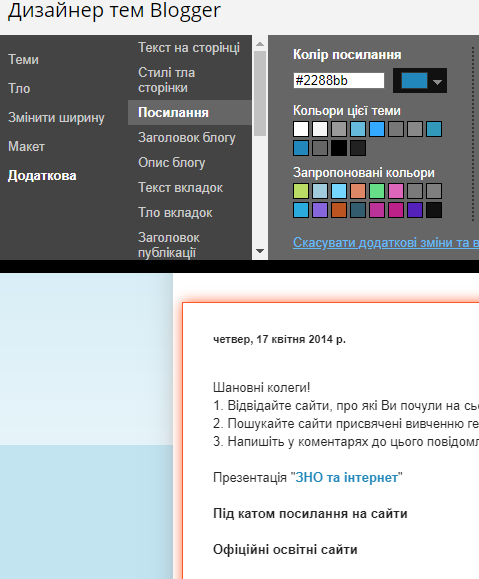 Дизайнер тем Blogger
Теми
Тло
Змінити ширину
Макет
Додаткова
Текст на сторінці
Стилі тла
сторінки
Посилання
Заголовок блогу
Опис блогу
Текст вкладок
Тло вкладок
Заголовок
публікації
Колір посилання
#2288bb
Кольори цієї теми
Запропоновані кольори
Скасувати додаткові зміни та в
четвер, 17 квітня 2014 р.
Шановні колеги!
1. Відвідайте сайти, про які Ви почули на
2. Пошукайте сайти присвячені вивченню
3. Напишіть у коментарях до цього
Презентація "ЗНО та інтернет"
Під катом посилання на сайти
Офіційні освітні сайти